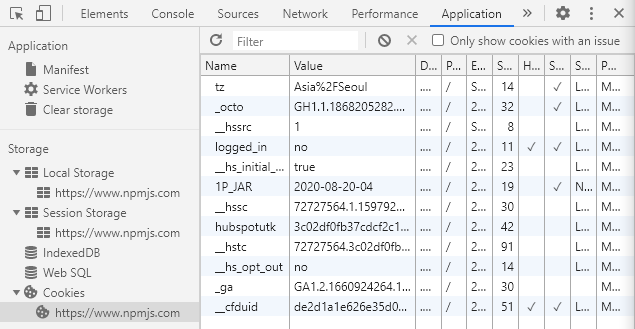 Elements Console Sources Network Performance Application »
Application
Manifest
Service Workers
Clear storage
Storage
Local Storage
https://www.npmjs.com
Session Storage
https://www.npmjs.com
IndexedDB
Web SQL
Cookies
https://www.npmjs.com
Filter Only show cookies with an issue
Name Value D... P... E... S... H... S... S... P...
tz Asia%2FSeoul .... / S... 14 ✓ L... M...
_octo GH1.1.1868205282.... .... / 2... 32 ✓ L... M...
__hssrc 1 .... / S... 8 L... M...
logged_in no .... / 2... 11 ✓ ✓ L... M...
__hs_initial_... true .... / 2... 23 L... M...
1P_JAR 2020-08-20-04 .... / 2... 19 ✓ N... M...
__hssc 72727564.1.159792... .... / 2... 30 L... M...
hubspotutk 3c02df0fb37cdcf2c1... .... / 2... 42 L... M...
__hstc 72727564.3c02df0fb... .... / 2... 91 L... M...
__hs_opt_out no .... / 2... 14 L... M...
_ga GA1.2.1660924264.1... .... / 2... 30 M...
__cfduid de2d1a1e626e35d0... .... / 2... 51 ✓ ✓ L... M...